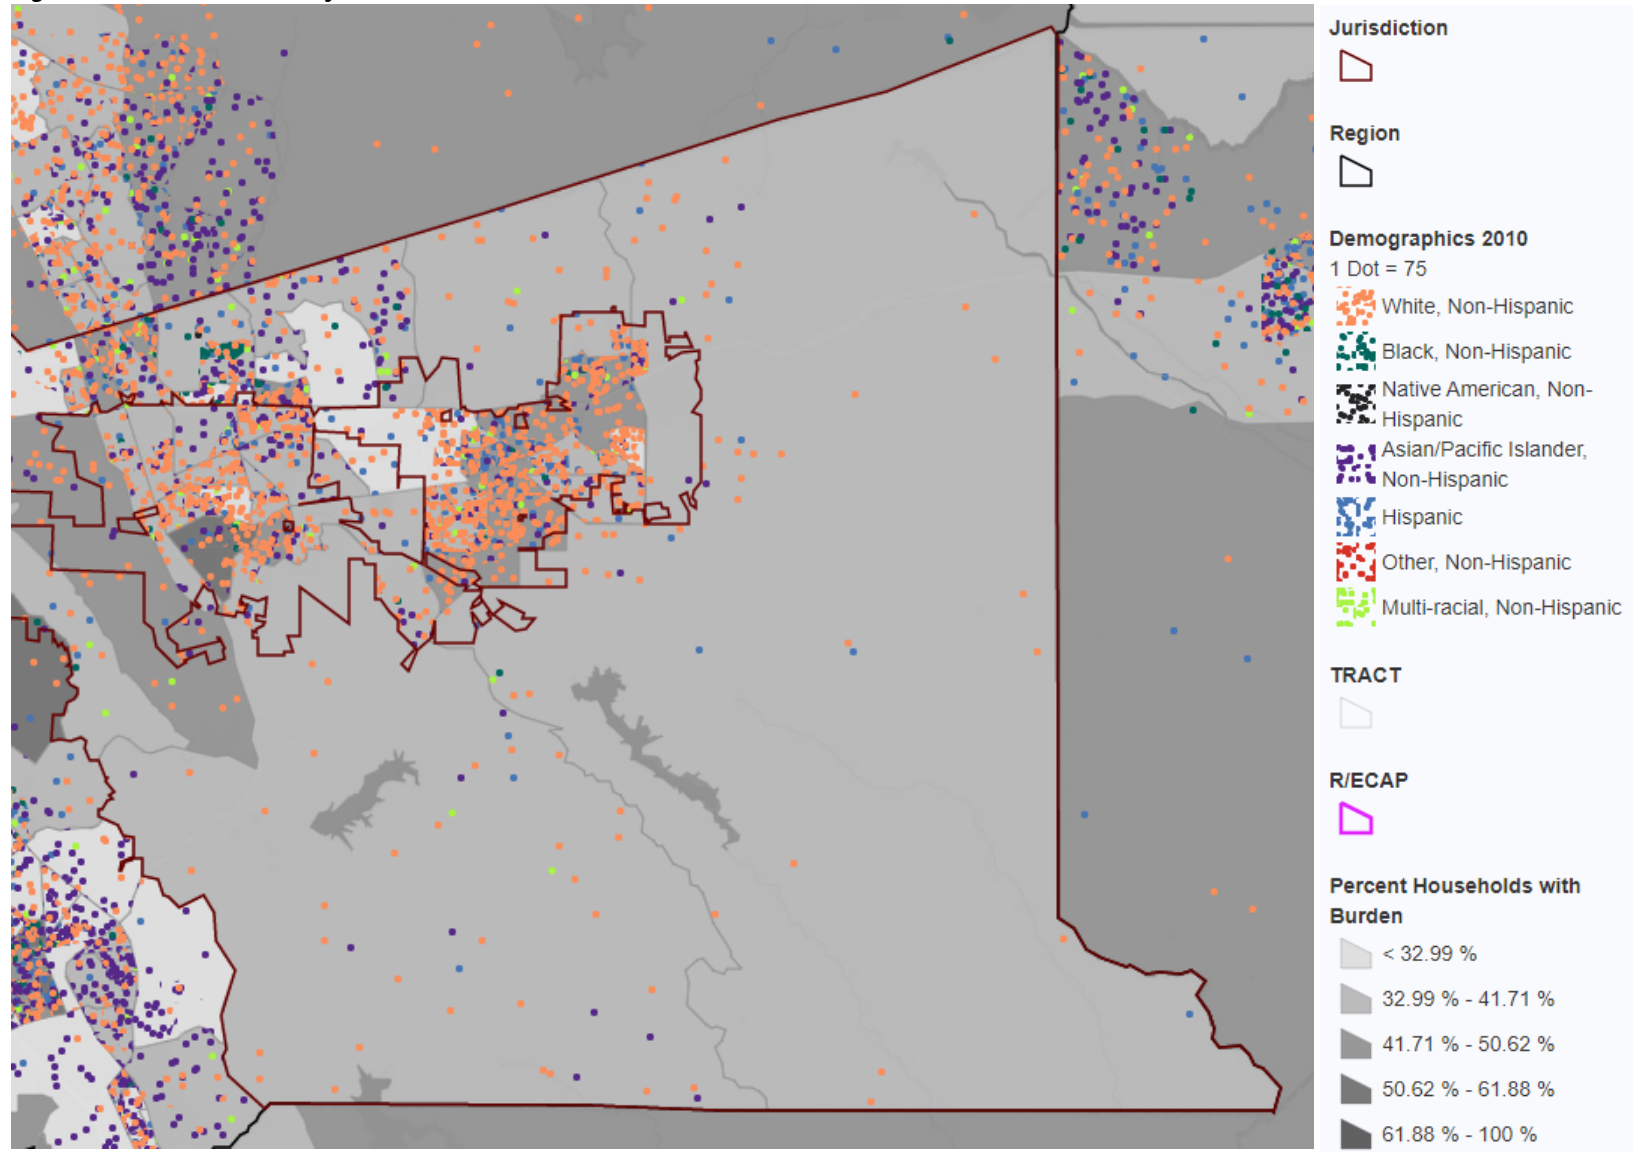 Jurisdiction
Region
Demographics 2010
1 Dot = 75
White, Non-Hispanic
Black, Non-Hispanic
Native American, Non-
Hispanic
Asian/Pacific Islander,
Non-Hispanic
Hispanic
Other, Non-Hispanic
Multi-racial, Non-Hispanic
TRACT
R/ECAP
Percent Households with
Burden
< 32.99 %
32.99 % - 41.71 %
41.71 % - 50.62 %
50.62 % - 61.88 %
61.88 % - 100 %